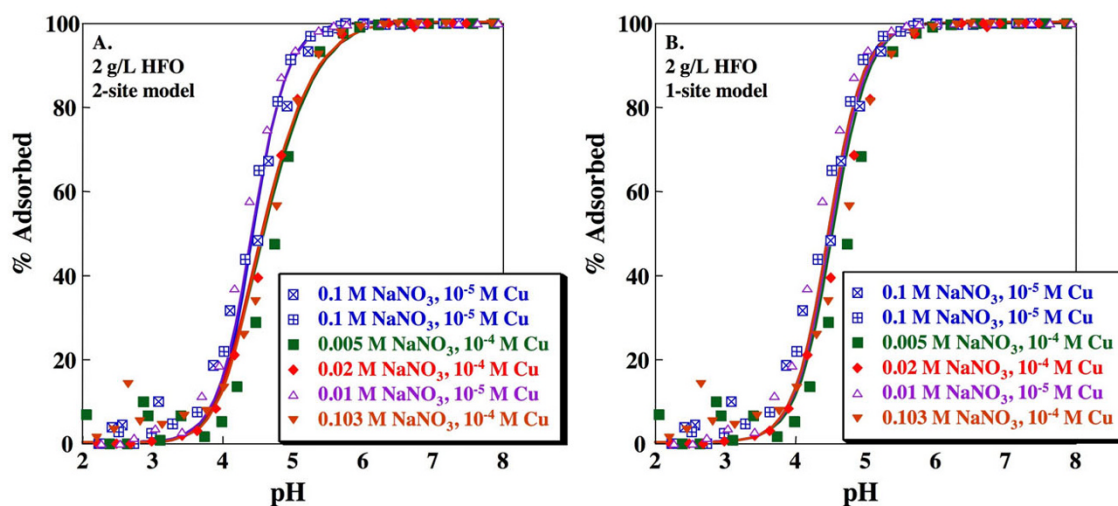 A.
2 g/L HFO
2-site model
% Adsorbed
100
80
60
40
20
0
0.1 M NaNO₃, 10⁻⁵ M Cu
0.1 M NaNO₃, 10⁻⁵ M Cu
0.005 M NaNO₃, 10⁻⁴ M Cu
0.02 M NaNO₃, 10⁻⁴ M Cu
0.01 M NaNO₃, 10⁻⁵ M Cu
0.103 M NaNO₃, 10⁻⁴ M Cu
2 3 4 5 6 7 8
pH
B.
2 g/L HFO
1-site model
% Adsorbed
100
80
60
40
20
0
0.1 M NaNO₃, 10⁻⁵ M Cu
0.1 M NaNO₃, 10⁻⁵ M Cu
0.005 M NaNO₃, 10⁻⁴ M Cu
0.02 M NaNO₃, 10⁻⁴ M Cu
0.01 M NaNO₃, 10⁻⁵ M Cu
0.103 M NaNO₃, 10⁻⁴ M Cu
2 3 4 5 6 7 8
pH